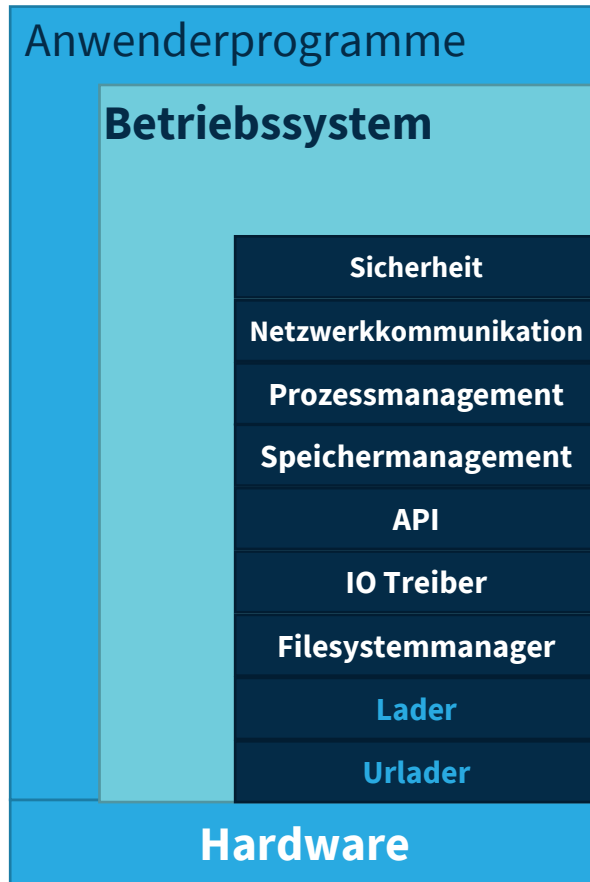 Anwenderprogramme
Betriebssystem
Sicherheit
Netzwerkkommunikation
Prozessmanagement
Speichermanagement
API
IO Treiber
Filesystemmanager
Lader
Urlader
Hardware